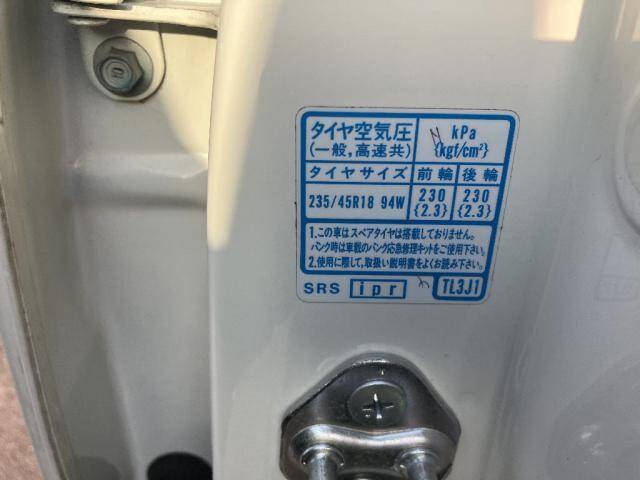 タイヤ空気圧 kPa
(一般,高速共) {kgf/cm²}
タイヤサイズ 前輪 後輪
235/45R18 94W 230 230
{2.3} {2.3}
1.この車はスペアタイヤは搭載しておりません。
パンク時は車載のパンク応急修理キットをご使用下さい。
2.使用に際して,取扱い説明書をよくお読み下さい。
SRS ipr TL3J1